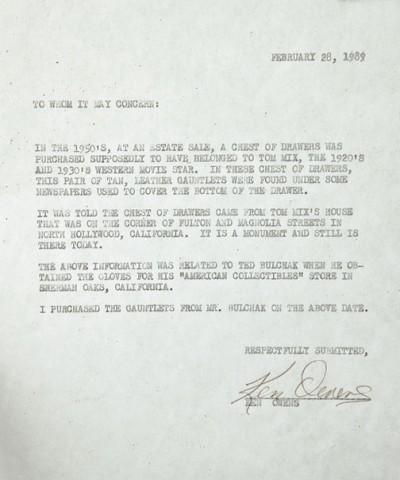 FEBRUARY 28, 1989
TO WHOM IT MAY CONCERN:
IN THE 1950'S, AT AN ESTATE SALE, A CHEST OF DRAWERS WAS
PURCHASED SUPPOSEDLY TO HAVE BELONGED TO TOM MIX, THE 1920'S
AND 1930'S WESTERN MOVIE STAR. IN THESE CHEST OF DRAWERS,
THIS PAIR OF TAN, LEATHER GAUNTLETS WERE FOUND UNDER SOME
NEWSPAPERS USED TO COVER THE BOTTOM OF THE DRAWER.
IT WAS TOLD THE CHEST OF DRAWERS CAME FROM TOM MIX'S HOUSE
THAT WAS ON THE CORNER OF FULTON AND MAGNOLIA STREETS IN
NORTH HOLLYWOOD, CALIFORNIA. IT IS A MONUMENT AND STILL IS
THERE TODAY.
THE ABOVE INFORMATION WAS RELATED TO TED BULCHAK WHEN HE OB-
TAINED THE GLOVES FOR HIS "AMERICAN COLLECTIBLES" STORE IN
SHERMAN OAKS, CALIFORNIA.
I PURCHASED THE GAUNTLETS FROM MR. BULCHAK ON THE ABOVE DATE.
RESPECTFULLY SUBMITTED,
Ken Owens
KEN OWENS